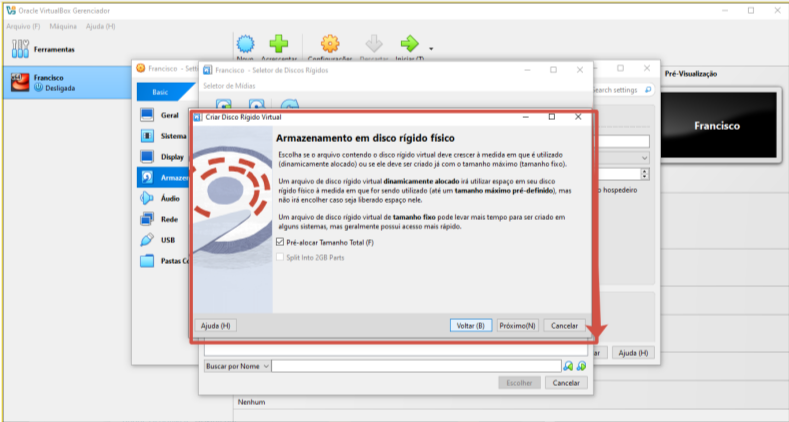 Oracle VirtualBox Gerenciador
Arquivo (F) Máquina Ajuda (H)
Ferramentas
Novo Acrescentar Configurações Descartar Iniciar (T)
Francisco
Desligada
Pré-Visualização
Francisco
Francisco - Sett
Basic
Search settings
Geral
Sistema
Display
Armazen
Áudio
Rede
USB
Pastas Co
o hospedeiro
ar
Ajuda (H)
Francisco - Seletor de Discos Rígidos
Seletor de Mídias
Criar Disco Rígido Virtual
Armazenamento em disco rígido físico
Escolha se o arquivo contendo o disco rígido virtual deve crescer à medida em que é utilizado
(dinamicamente alocado) ou se ele deve ser criado já com o tamanho máximo (tamanho fixo).
Um arquivo de disco rígido virtual dinamicamente alocado irá utilizar espaço em seu disco
rígido físico à medida em que for sendo utilizado (até um tamanho máximo pré-definido), mas
não irá encolher caso seja liberado espaço nele.
Um arquivo de disco rígido virtual de tamanho fixo pode levar mais tempo para ser criado em
alguns sistemas, mas geralmente possui acesso mais rápido.
Pré-alocar Tamanho Total (F)
Split Into 2GB Parts
Ajuda (H)
Voltar (B) Próximo(N) Cancelar
Buscar por Nome
Escolher Cancelar
Nenhum